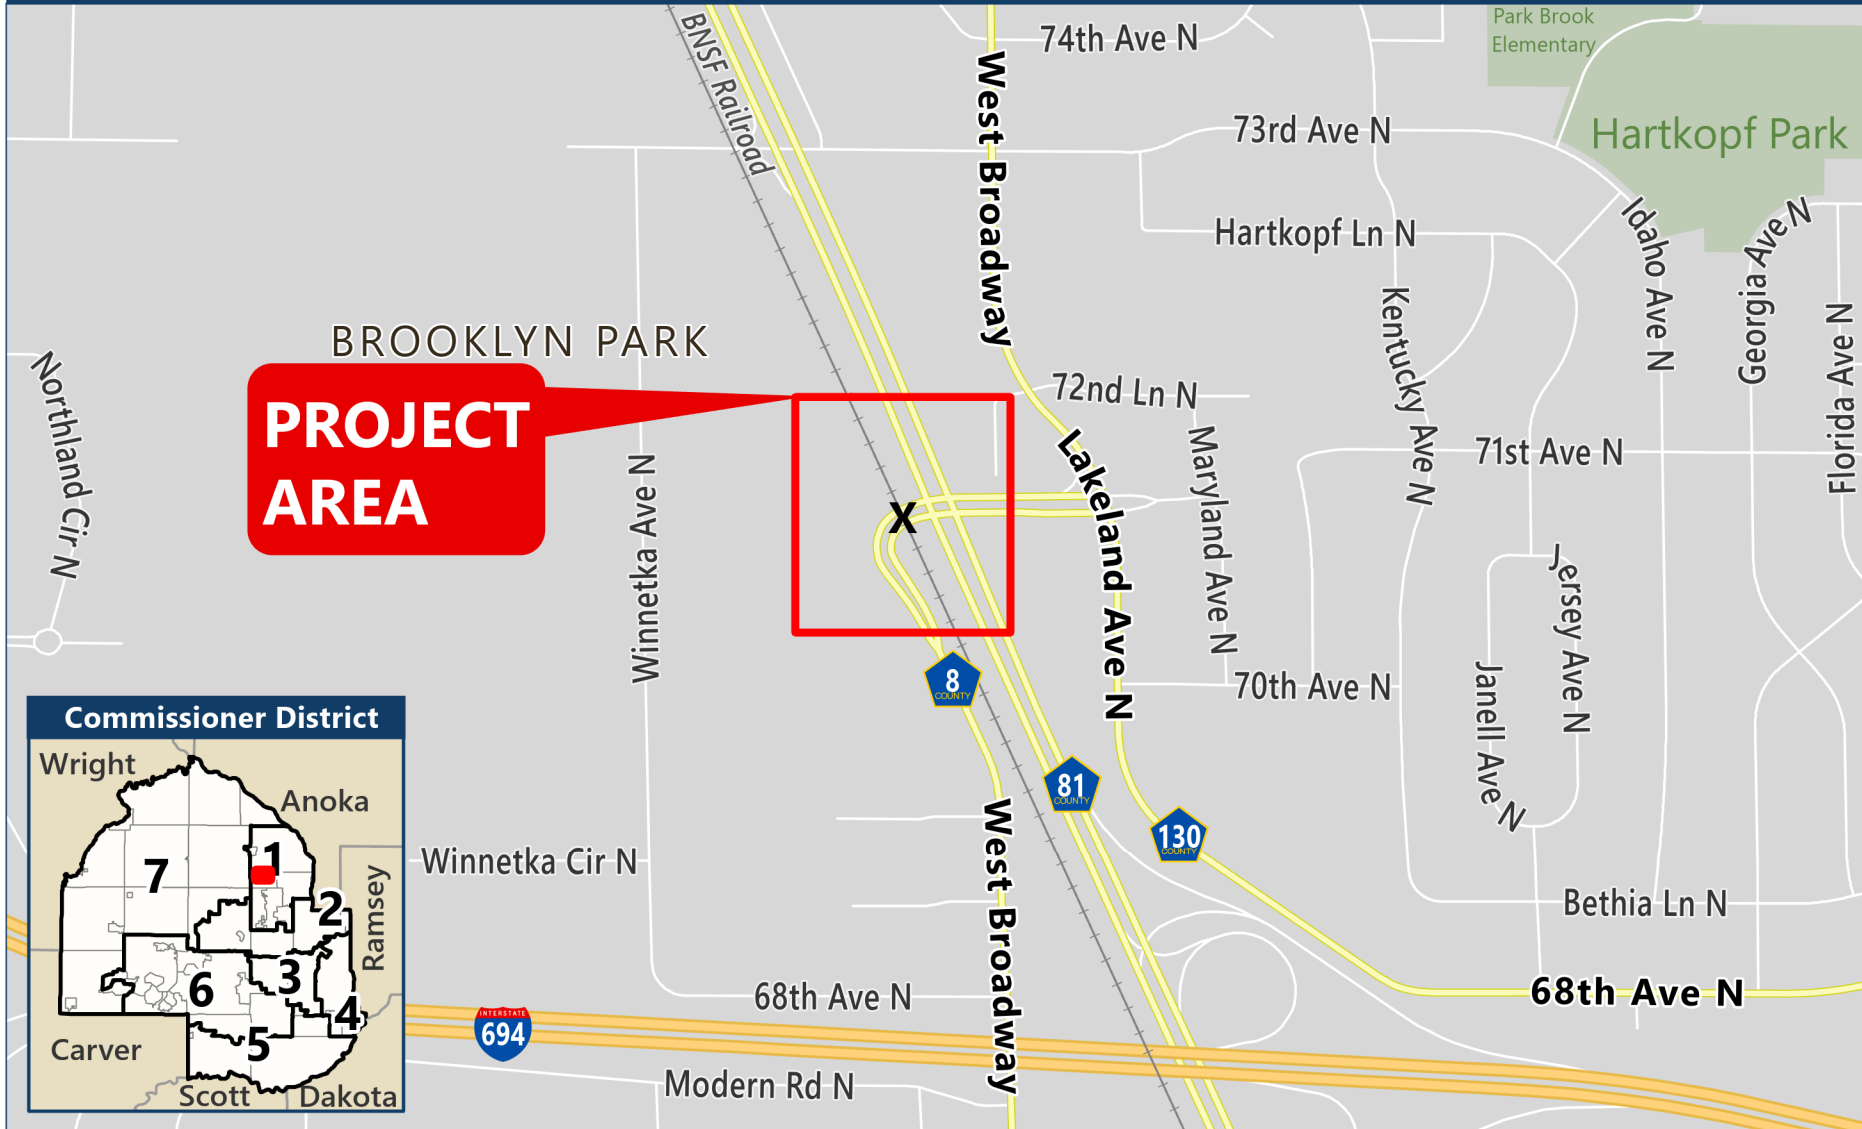 Park Brook
Elementary
74th Ave N
BNSF Railroad
West Broadway
73rd Ave N
Hartkopf Park
Hartkopf Ln N
Idaho Ave N
Georgia Ave N
Florida Ave N
Kentucky Ave N
BROOKLYN PARK
PROJECT
AREA
72nd Ln N
Northland Cir N
Lakeland Ave N
Maryland Ave N
71st Ave N
Winnetka Ave N
X
Jersey Ave N
Janell Ave N
70th Ave N
8
COUNTY
81
COUNTY
130
COUNTY
West Broadway
Winnetka Cir N
Bethia Ln N
68th Ave N
68th Ave N
INTERSTATE
694
Modern Rd N
Commissioner District
Wright
Anoka
1
7
2
Ramsey
3
6
4
5
Carver
Scott
Dakota